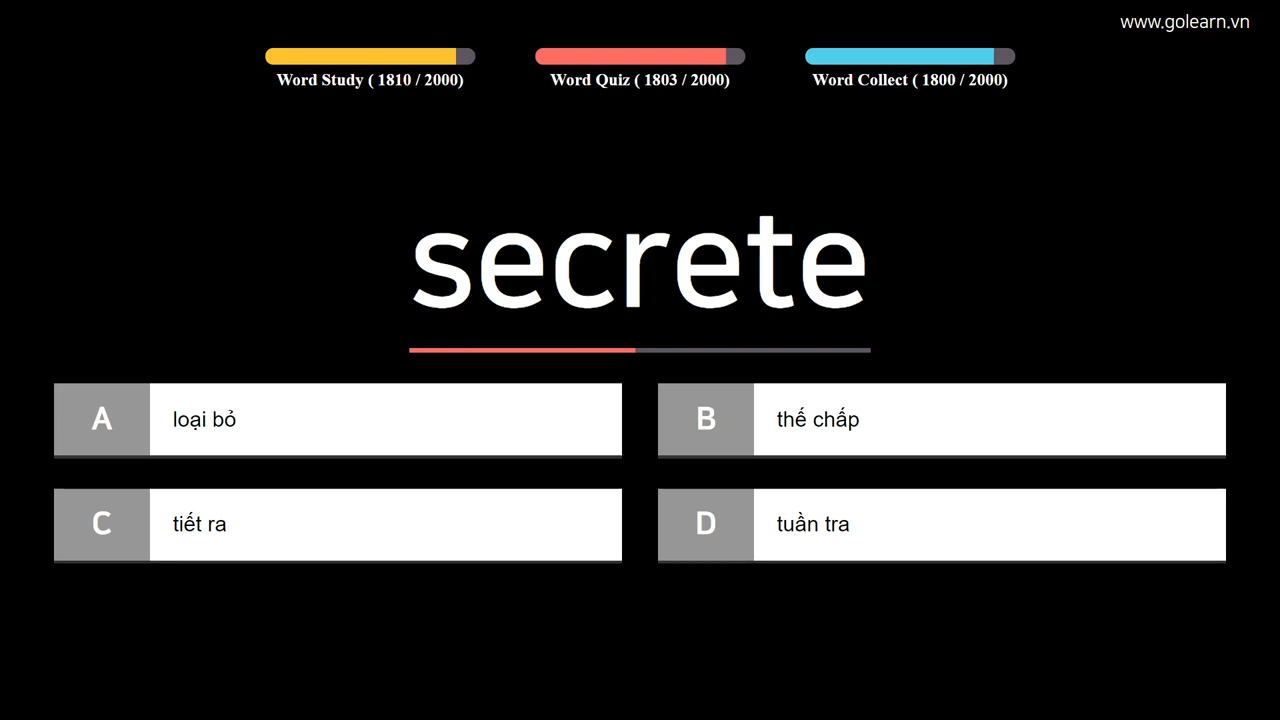 www.golearn.vn
Word Study ( 1810 / 2000)
Word Quiz ( 1803 / 2000)
Word Collect ( 1800 / 2000)
secrete
A
loại bỏ
B
thế chấp
C
tiết ra
D
tuần tra